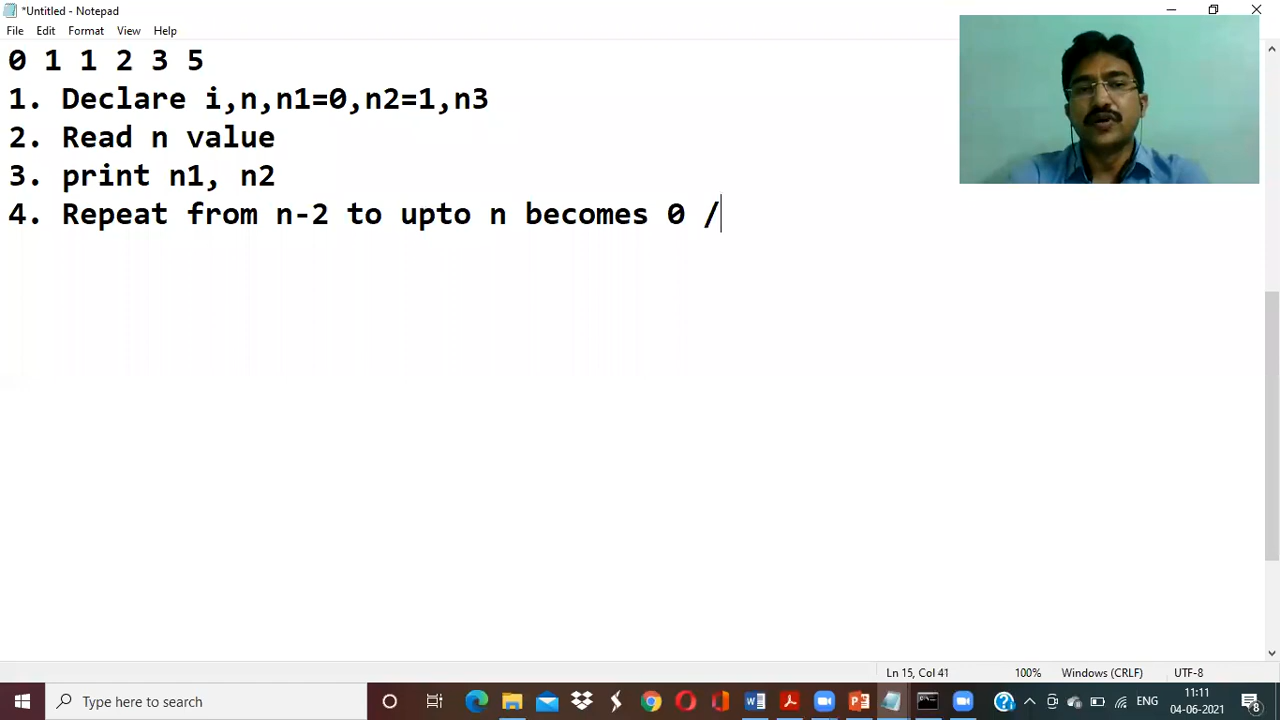 *Untitled - Notepad
File Edit Format View Help
0 1 1 2 3 5
1. Declare i,n,n1=0,n2=1,n3
2. Read n value
3. print n1, n2
4. Repeat from n-2 to upto n becomes 0 /
Ln 15, Col 41 100% Windows (CRLF) UTF-8
Type here to search
ENG
11:11
04-06-2021
8